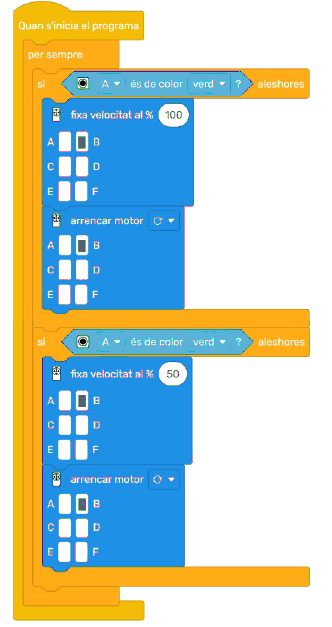 Quan s'inicia el programa
per sempre
si A és de color verd ? aleshores
fixa velocitat al % 100
A B
C D
E F
arrencar motor
A B
C D
E F
si A és de color verd ? aleshores
fixa velocitat al % 50
A B
C D
E F
arrencar motor
A B
C D
E F